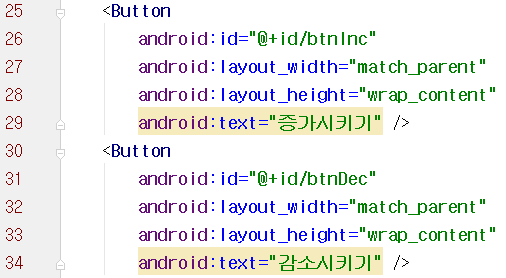 25 <Button
26 android:id="@+id/btnInc"
27 android:layout_width="match_parent"
28 android:layout_height="wrap_content"
29 android:text="증가시키기" />
30 <Button
31 android:id="@+id/btnDec"
32 android:layout_width="match_parent"
33 android:layout_height="wrap_content"
34 android:text="감소시키기" />